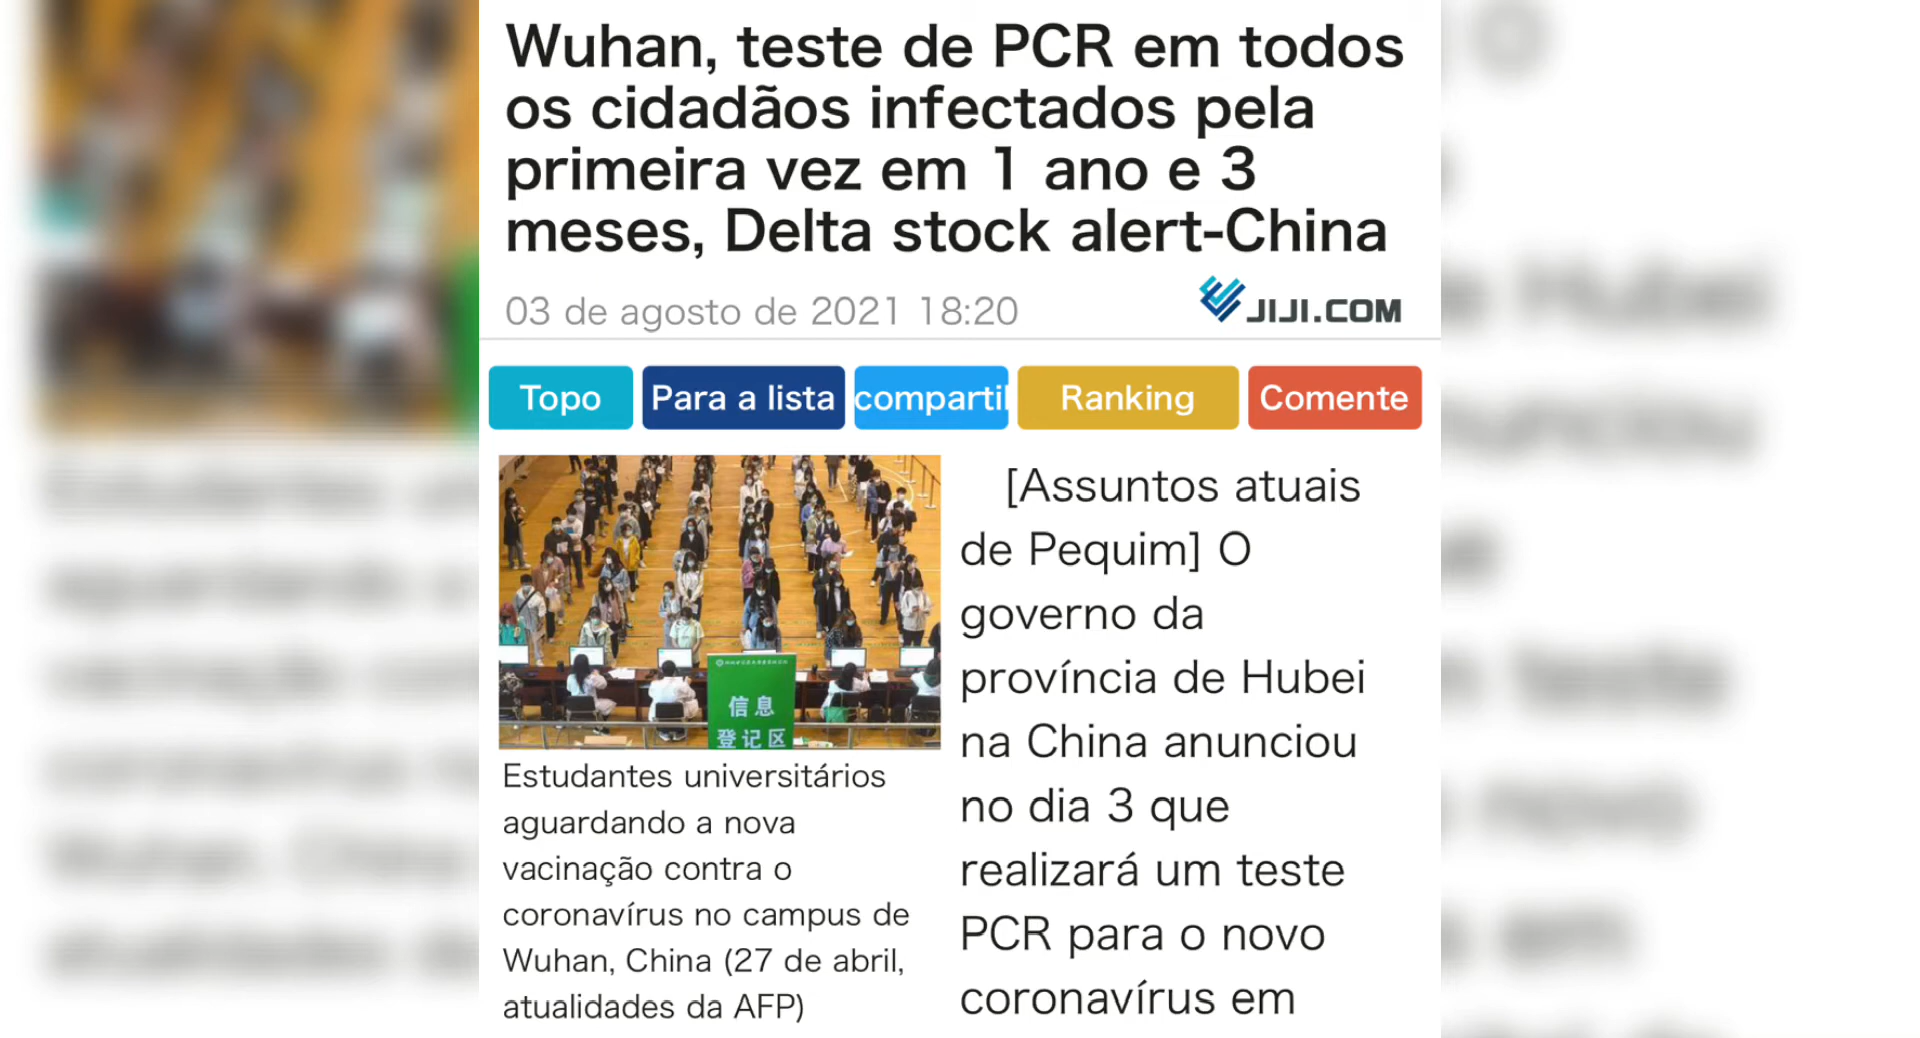 Wuhan, teste de PCR em todos
os cidadãos infectados pela
primeira vez em 1 ano e 3
meses, Delta stock alert-China
03 de agosto de 2021 18:20
JIJI.COM
Topo
Para a lista
compartil
Ranking
Comente
信息
登记区
Estudantes universitários
aguardando a nova
vacinação contra o
coronavírus no campus de
Wuhan, China (27 de abril,
atualidades da AFP)
[Assuntos atuais
de Pequim] O
governo da
província de Hubei
na China anunciou
no dia 3 que
realizará um teste
PCR para o novo
coronavírus em